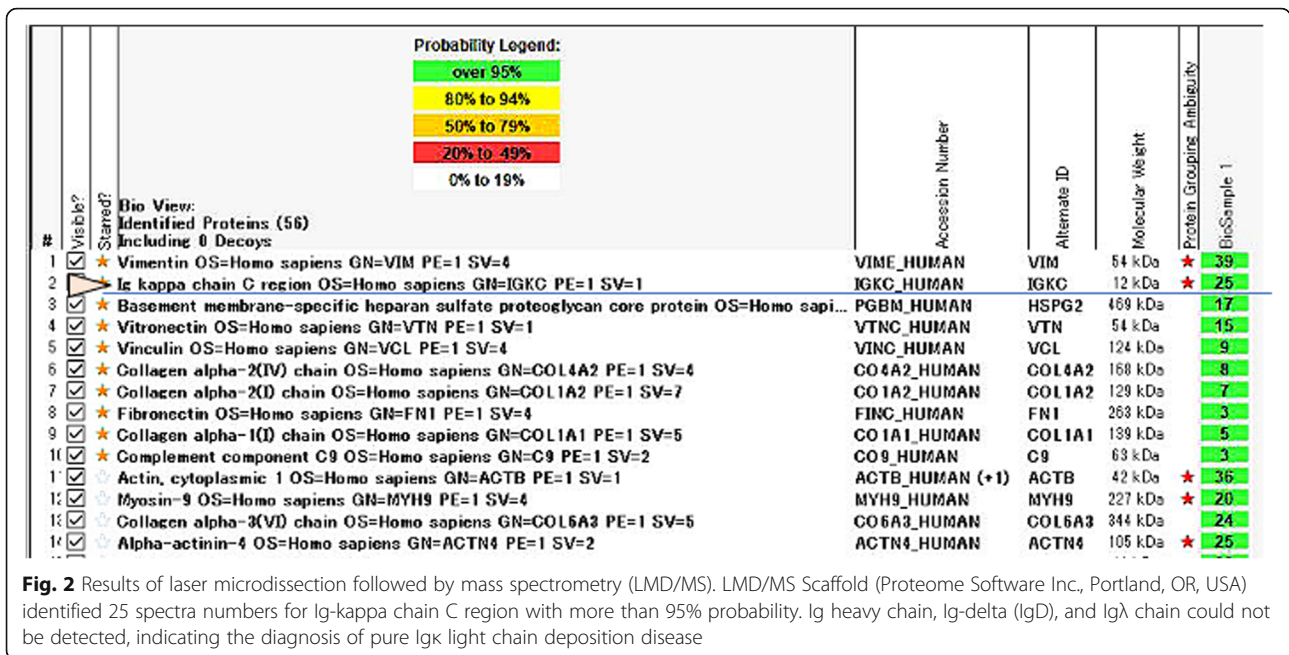 Probability Legend:
over 95%
80% to 94%
50% to 79%
20% to 49%
0% to 19%
Bio View:
Identified Proteins (56)
Including 0 Decoys
# Visible? Starred? Accession Number Alternate ID Molecular Weight Protein Grouping Ambiguity BioSample 1
1 Vimentin OS=Homo sapiens GN=VIM PE=1 SV=4 VIME_HUMAN VIM 54 kDa 39
2 Ig kappa chain C region OS=Homo sapiens GN=IGKC PE=1 SV=1 IGKC_HUMAN IGKC 12 kDa 25
3 Basement membrane-specific heparan sulfate proteoglycan core protein OS=Homo sapi... PGBM_HUMAN HSPG2 469 kDa 17
4 Vitronectin OS=Homo sapiens GN=VTN PE=1 SV=1 VTNC_HUMAN VTN 54 kDa 15
5 Vinculin OS=Homo sapiens GN=VCL PE=1 SV=4 VINC_HUMAN VCL 124 kDa 9
6 Collagen alpha-2(IV) chain OS=Homo sapiens GN=COL4A2 PE=1 SV=4 CO4A2_HUMAN COL4A2 168 kDa 8
7 Collagen alpha-2(I) chain OS=Homo sapiens GN=COL1A2 PE=1 SV=7 CO1A2_HUMAN COL1A2 129 kDa 7
8 Fibronectin OS=Homo sapiens GN=FN1 PE=1 SV=4 FINC_HUMAN FN1 263 kDa 3
9 Collagen alpha-1(I) chain OS=Homo sapiens GN=COL1A1 PE=1 SV=5 CO1A1_HUMAN COL1A1 139 kDa 5
Complement component C9 OS=Homo sapiens GN=C9 PE=1 SV=2 CO9_HUMAN C9 63 kDa 3
Actin, cytoplasmic 1 OS=Homo sapiens GN=ACTB PE=1 SV=1 ACTB_HUMAN (+1) ACTB 42 kDa 36
Myosin-9 OS=Homo sapiens GN=MYH9 PE=1 SV=4 MYH9_HUMAN MYH9 227 kDa 20
Collagen alpha-3(VI) chain OS=Homo sapiens GN=COL6A3 PE=1 SV=5 CO6A3_HUMAN COL6A3 344 kDa 24
Alpha-actinin-4 OS=Homo sapiens GN=ACTN4 PE=1 SV=2 ACTN4_HUMAN ACTN4 105 kDa 25
Fig. 2 Results of laser microdissection followed by mass spectrometry (LMD/MS). LMD/MS Scaffold (Proteome Software Inc., Portland, OR, USA)
identified 25 spectra numbers for Ig-kappa chain C region with more than 95% probability. Ig heavy chain, Ig-delta (IgD), and Igλ chain could not
be detected, indicating the diagnosis of pure Igκ light chain deposition disease